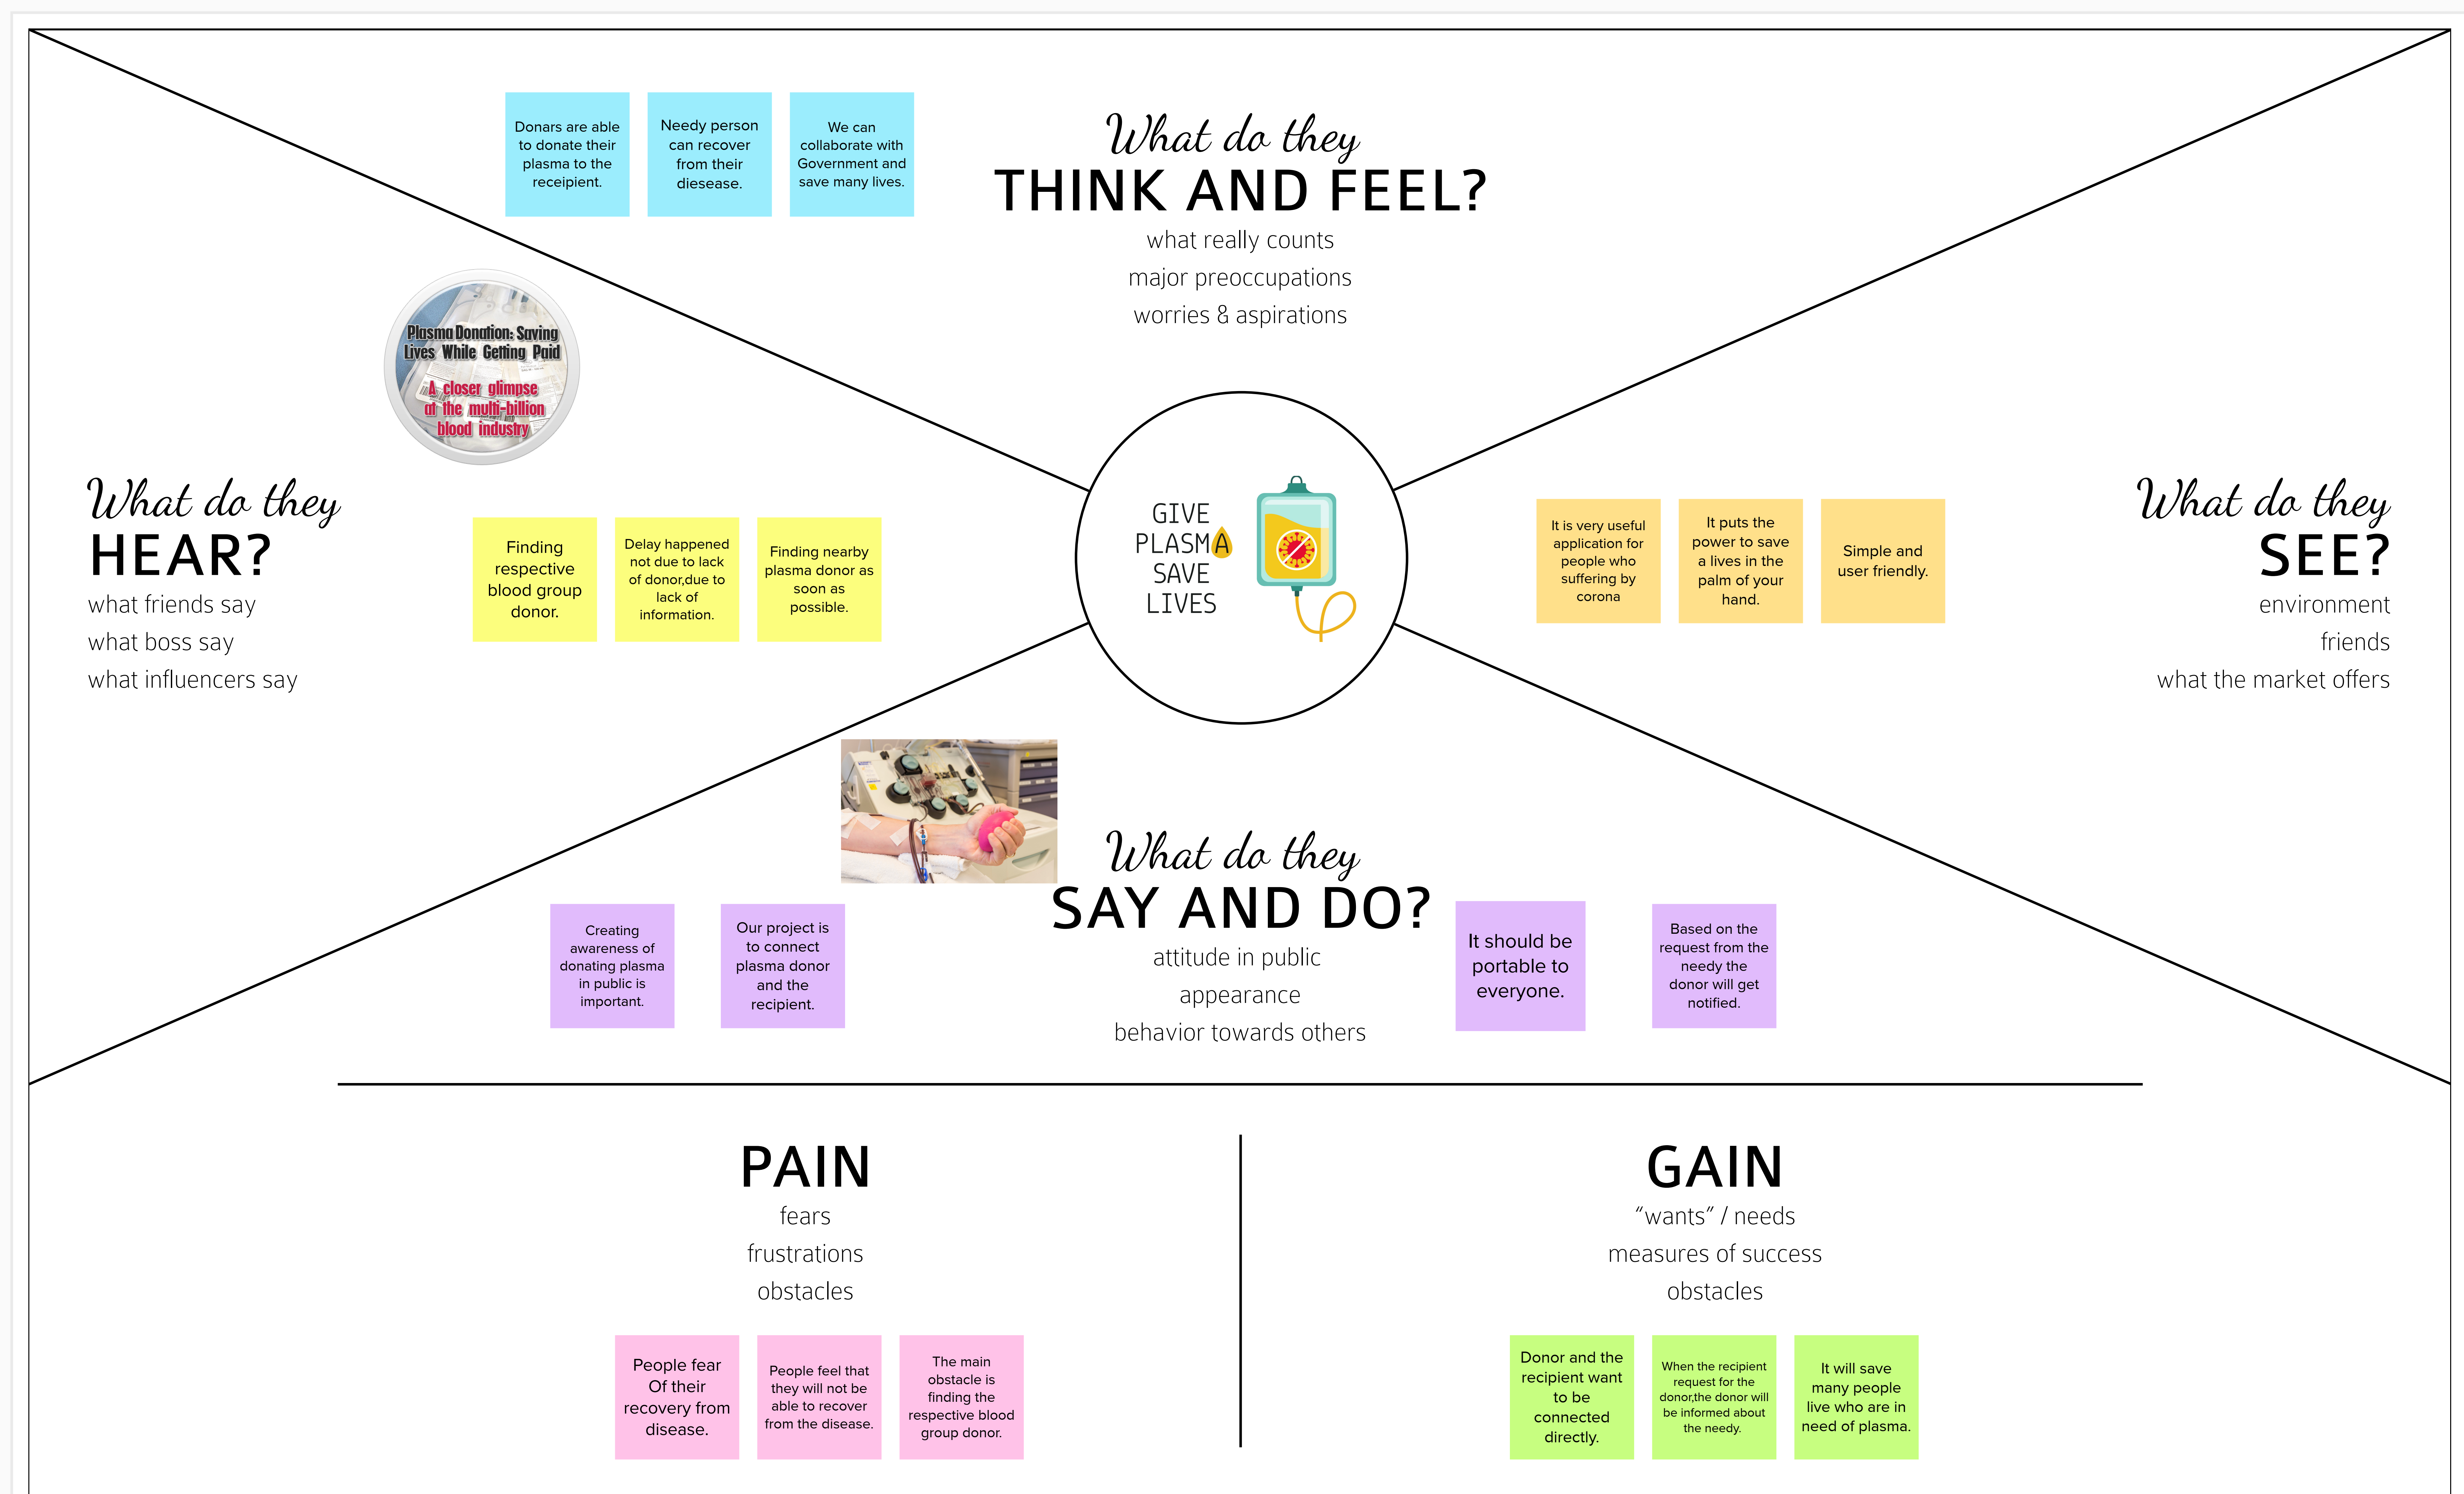 Donars are able
to donate their
plasma to the
receipient.
Needy person
can recover
from their
diesease.
We can
collaborate with
Government and
save many lives.
What do they
THINK AND FEEL?
what really counts
major preoccupations
worries & aspirations
Plasma Donation: Saving
Lives While Getting Paid
A closer glimpse
at the multi-billion
blood industry
What do they
HEAR?
what friends say
what boss say
what influencers say
Finding
respective
blood group
donor.
Delay happened
not due to lack
of donor,due to
lack of
information.
Finding nearby
plasma donor as
soon as
possible.
GIVE
PLASMA
SAVE
LIVES
It is very useful
application for
people who
suffering by
corona
It puts the
power to save
a lives in the
palm of your
hand.
Simple and
user friendly.
What do they
SEE?
environment
friends
what the market offers
Creating
awareness of
donating plasma
in public is
important.
Our project is
to connect
plasma donor
and the
recipient.
What do they
SAY AND DO?
attitude in public
appearance
behavior towards others
It should be
portable to
everyone.
Based on the
request from the
needy the
donor will get
notified.
PAIN
fears
frustrations
obstacles
People fear
Of their
recovery from
disease.
People feel that
they will not be
able to recover
from the disease.
The main
obstacle is
finding the
respective blood
group donor.
GAIN
“wants” / needs
measures of success
obstacles
Donor and the
recipient want
to be
connected
directly.
When the recipient
request for the
donor,the donor will
be informed about
the needy.
It will save
many people
live who are in
need of plasma.